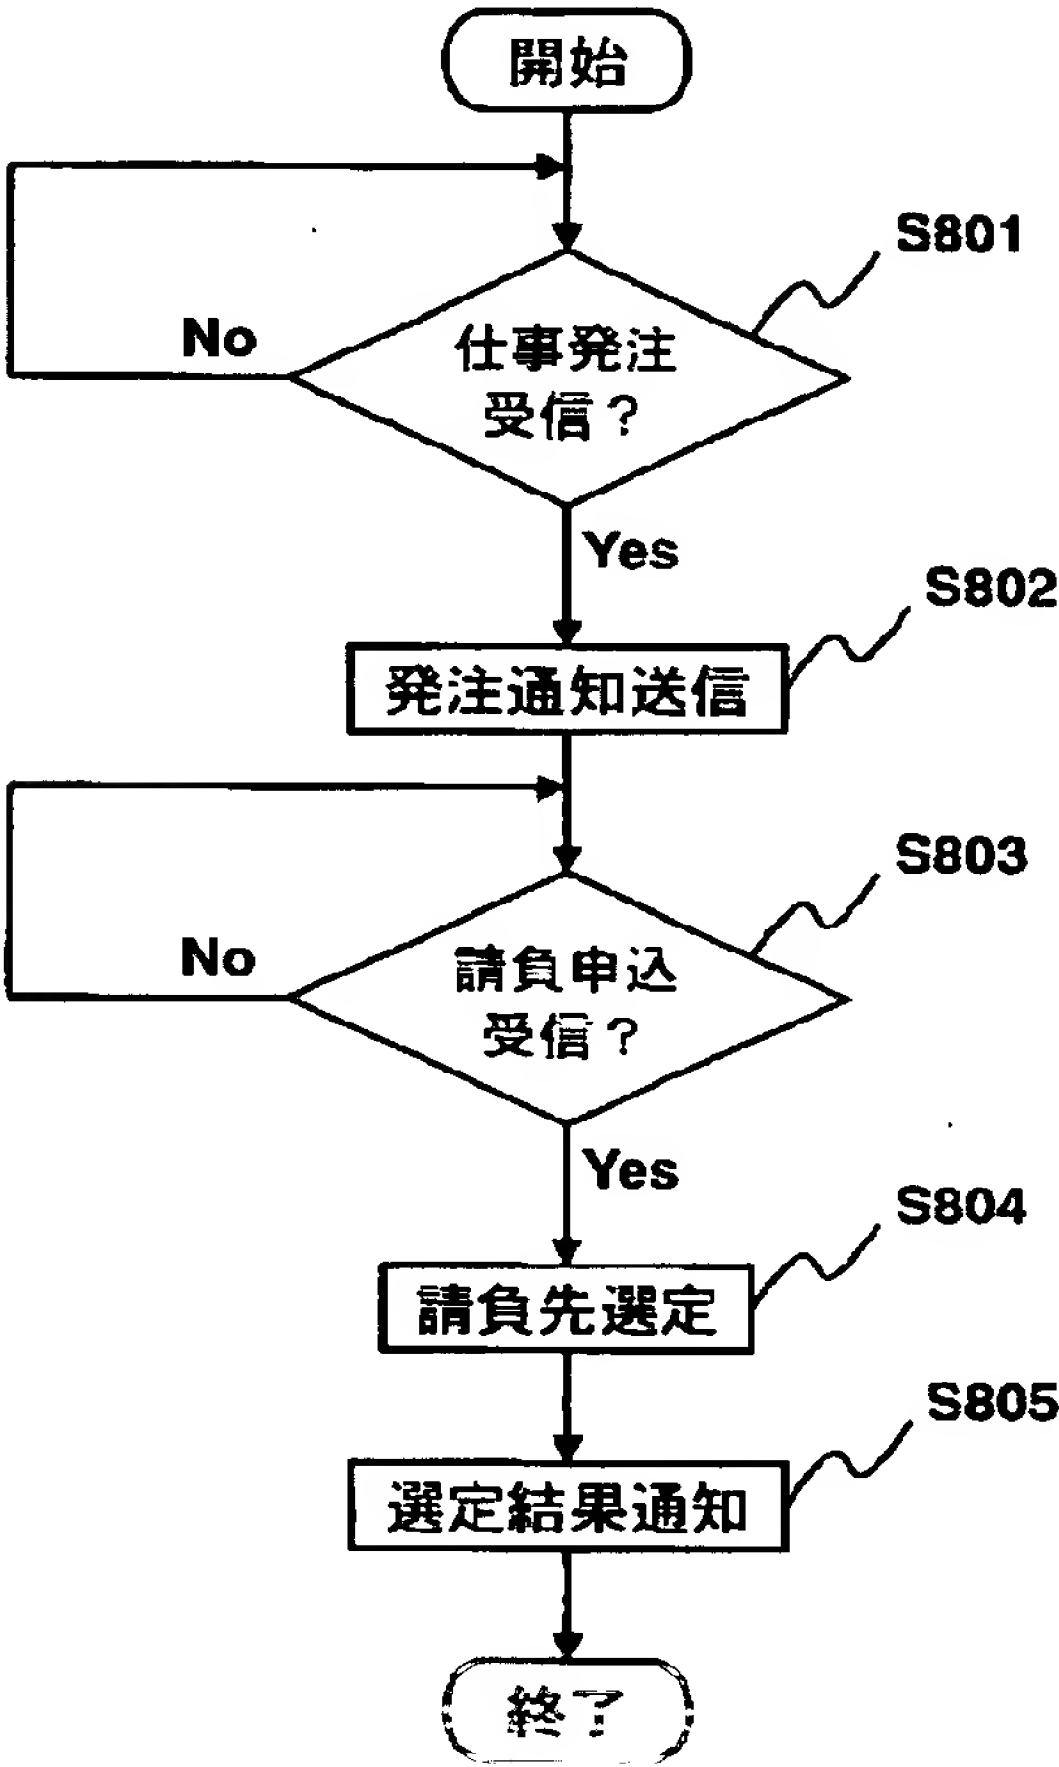 開始
S801
No
仕事発注
受信？
Yes
S802
発注通知送信
S803
No
請負申込
受信？
Yes
S804
請負先選定
S805
選定結果通知
終了